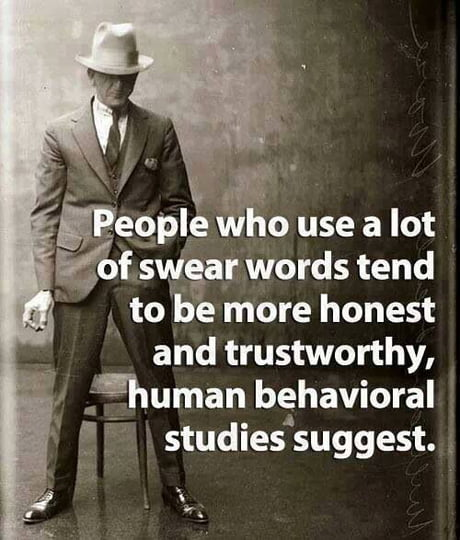 People who use a lot
of swear words tend
to be more honest
and trustworthy,
human behavioral
studies suggest.